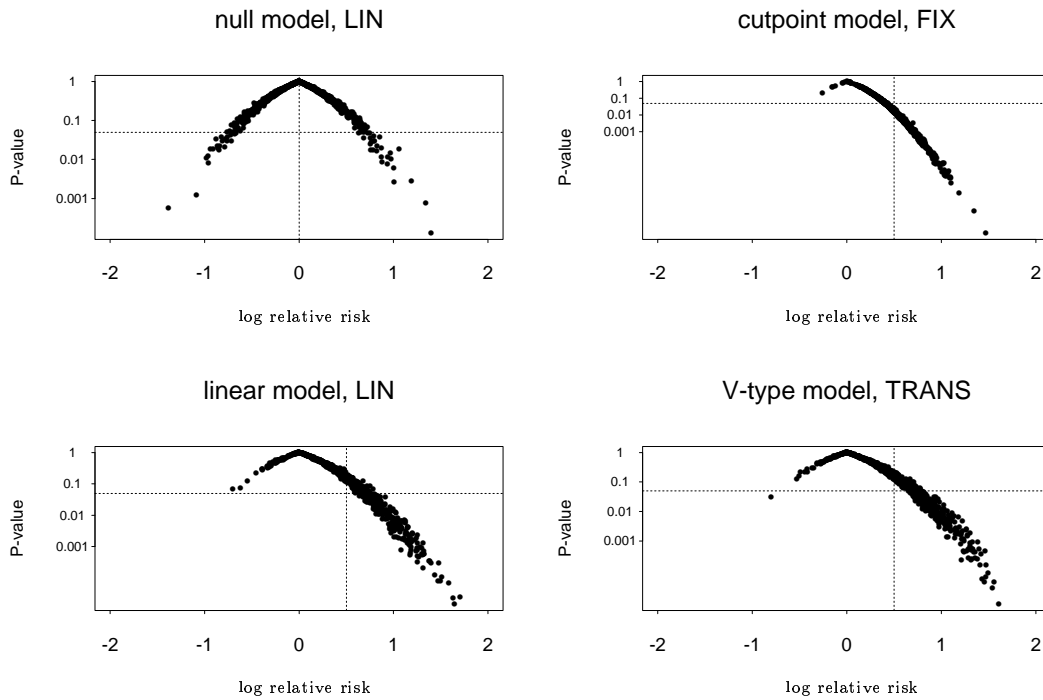 null model, LIN
P-value
1
0.1
0.01
0.001
-2 -1 0 1 2
log relative risk
cutpoint model, FIX
P-value
1
0.1
0.01
0.001
-2 -1 0 1 2
log relative risk
linear model, LIN
P-value
1
0.1
0.01
0.001
-2 -1 0 1 2
log relative risk
V-type model, TRANS
P-value
1
0.1
0.01
0.001
-2 -1 0 1 2
log relative risk